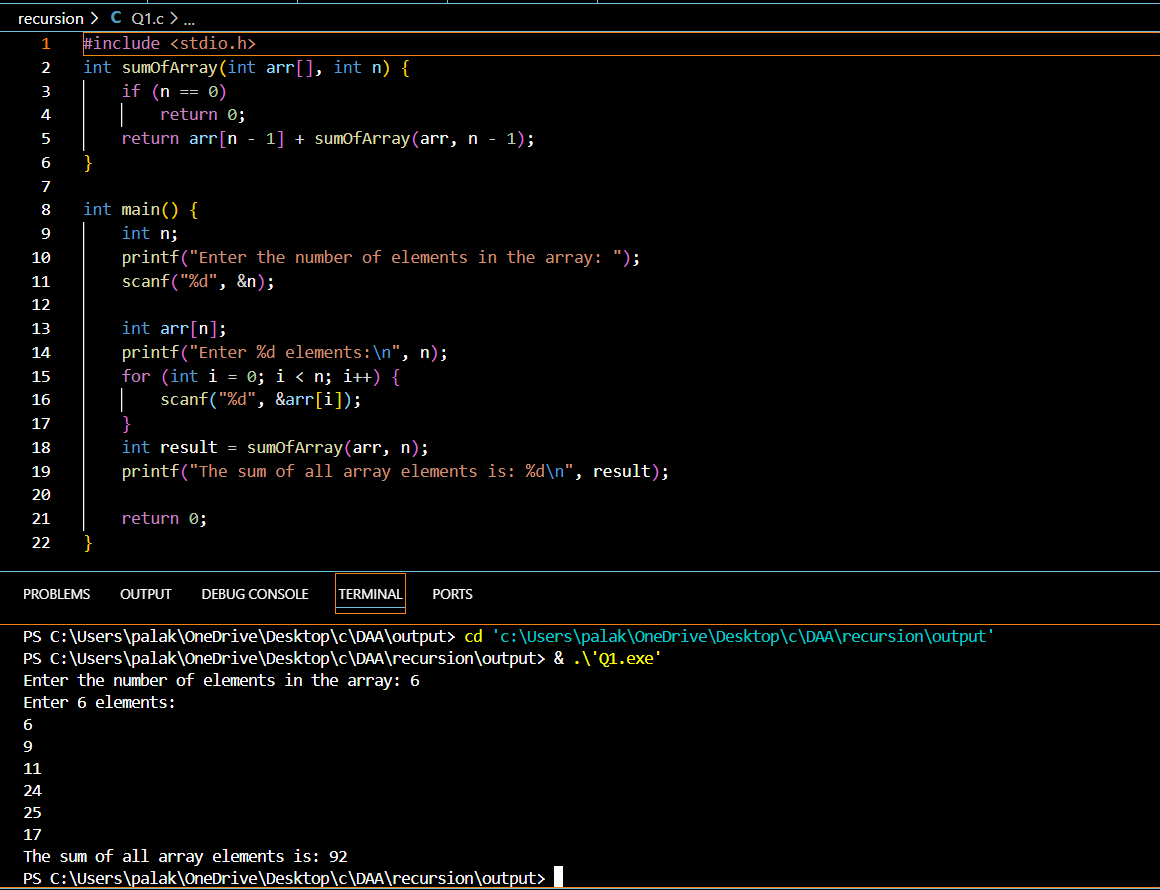 recursion > C Q1.c > ...
1 #include <stdio.h>
2 int sumOfArray(int arr[], int n) {
3     if (n == 0)
4         return 0;
5     return arr[n - 1] + sumOfArray(arr, n - 1);
6 }
7
8 int main() {
9     int n;
10     printf("Enter the number of elements in the array: ");
11     scanf("%d", &n);
12
13     int arr[n];
14     printf("Enter %d elements:\n", n);
15     for (int i = 0; i < n; i++) {
16         scanf("%d", &arr[i]);
17     }
18     int result = sumOfArray(arr, n);
19     printf("The sum of all array elements is: %d\n", result);
20
21     return 0;
22 }
PROBLEMS OUTPUT DEBUG CONSOLE TERMINAL PORTS
PS C:\Users\palak\OneDrive\Desktop\c\DAA\output> cd 'c:\Users\palak\OneDrive\Desktop\c\DAA\recursion\output'
PS C:\Users\palak\OneDrive\Desktop\c\DAA\recursion\output> & .\'Q1.exe'
Enter the number of elements in the array: 6
Enter 6 elements:
6
9
11
24
25
17
The sum of all array elements is: 92
PS C:\Users\palak\OneDrive\Desktop\c\DAA\recursion\output>